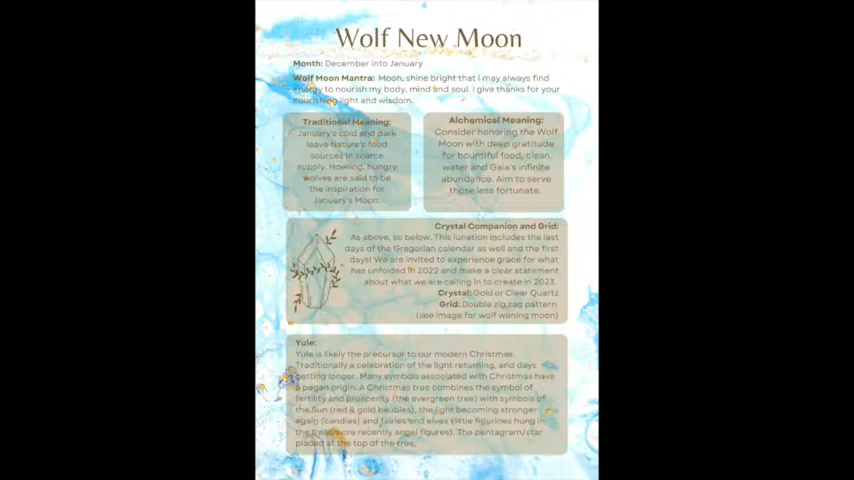 Wolf New Moon
Month: December into January
Wolf Moon Mantra: Moon, shine bright that I may always find
energy to nourish my body, mind and soul. I give thanks for your
nourishing light and wisdom.
Traditional Meaning:
January's cold and dark
leave Nature's food
sources in scarce
supply. Howling, hungry
wolves are said to be
the inspiration for
January's Moon.
Alchemical Meaning:
Consider honoring the Wolf
Moon with deep gratitude
for bountiful food, clean
water and Gaia's infinite
abundance. Aim to serve
those less fortunate.
Crystal Companion and Grid:
As above, so below. This lunation includes the last
days of the Gregorian calendar as well and the first
days! We are invited to experience grace for what
has unfolded in 2022 and make a clear statement
about what we are calling in to create in 2023.
Crystal: Gold or Clear Quartz
Grid: Double zig zag pattern
(see image for wolf waning moon)
Yule:
Yule is likely the precursor to our modern Christmas.
Traditionally a celebration of the light returning, and days
getting longer. Many symbols associated with Christmas have
a pagan origin. A Christmas tree combines the symbol of
fertility and prosperity (the evergreen tree) with symbols of
the Sun (red & gold baubles), the light becoming stronger
again (candles) and fairies and elves (little figurines hung in
the trees/more recently angel figures). The pentagram/star
placed at the top of the tree.